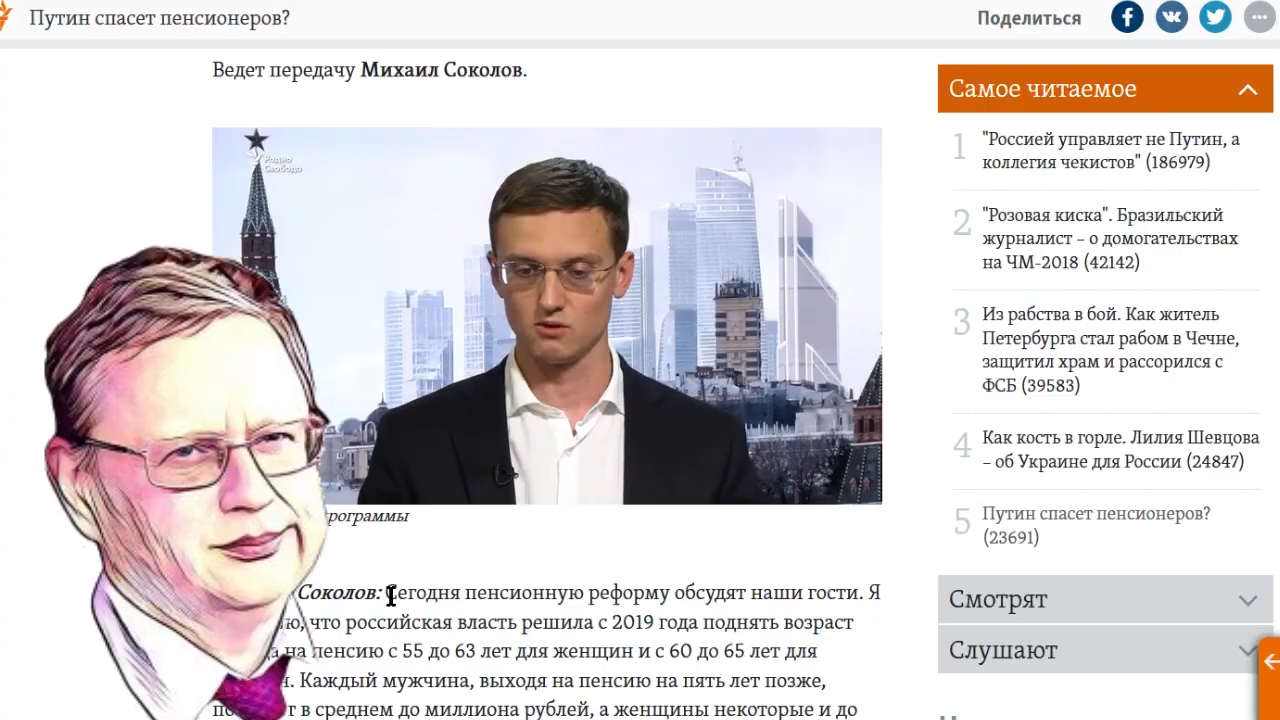 Путин спасет пенсионеров?
Поделиться
Ведет передачу Михаил Соколов.
Радио
Свобода
рограммы
Соколов: Сегодня пенсионную реформу обсудят наши гости. Я
что российская власть решила с 2019 года поднять возраст
на пенсию с 55 до 63 лет для женщин и с 60 до 65 лет для
Каждый мужчина, выходя на пенсию на пять лет позже,
в среднем до миллиона рублей, а женщины некоторые и до
Самое читаемое
1 "Россией управляет не Путин, а
коллегия чекистов" (186979)
2 "Розовая киска". Бразильский
журналист – о домогательствах
на ЧМ-2018 (42142)
3 Из рабства в бой. Как житель
Петербурга стал рабом в Чечне,
защитил храм и рассорился с
ФСБ (39583)
4 Как кость в горле. Лилия Шевцова
– об Украине для России (24847)
5 Путин спасет пенсионеров?
(23691)
Смотрят
Слушают